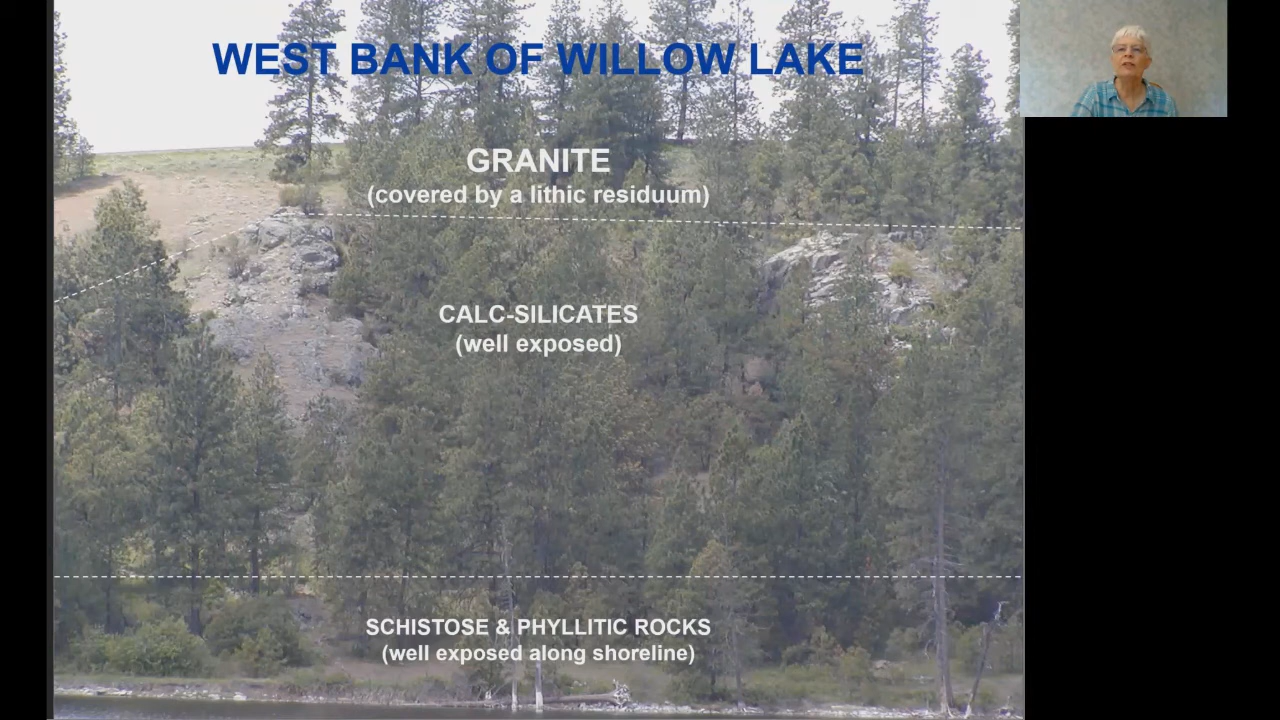 WEST BANK OF WILLOW LAKE
GRANITE
(covered by a lithic residuum)
CALC-SILICATES
(well exposed)
SCHISTOSE & PHYLLITIC ROCKS
(well exposed along shoreline)